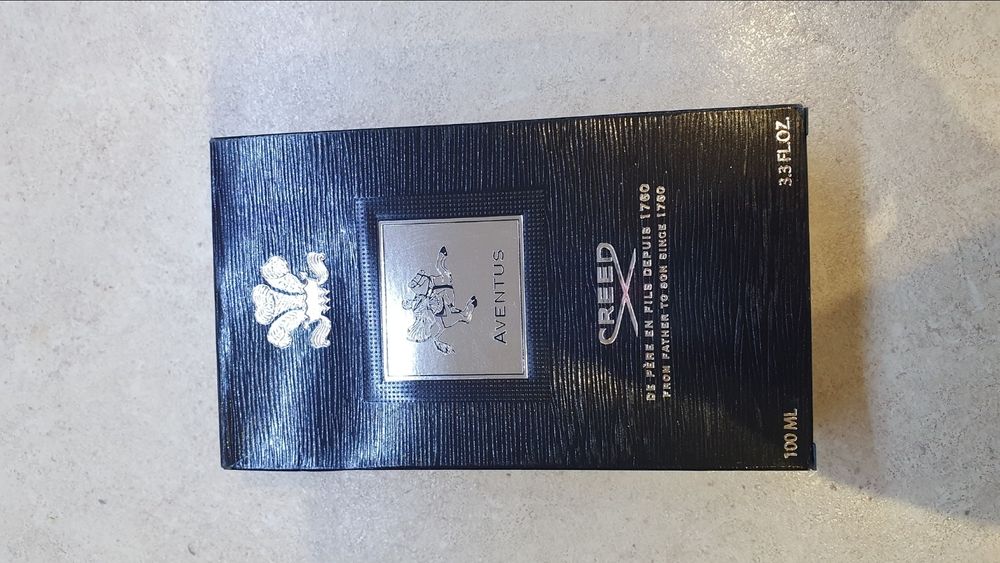 AVENTUS
CREED
DE PÈRE EN FILS DEPUIS 1760
FROM FATHER TO SON SINCE 1760
100 ML 3.3 FL.OZ.